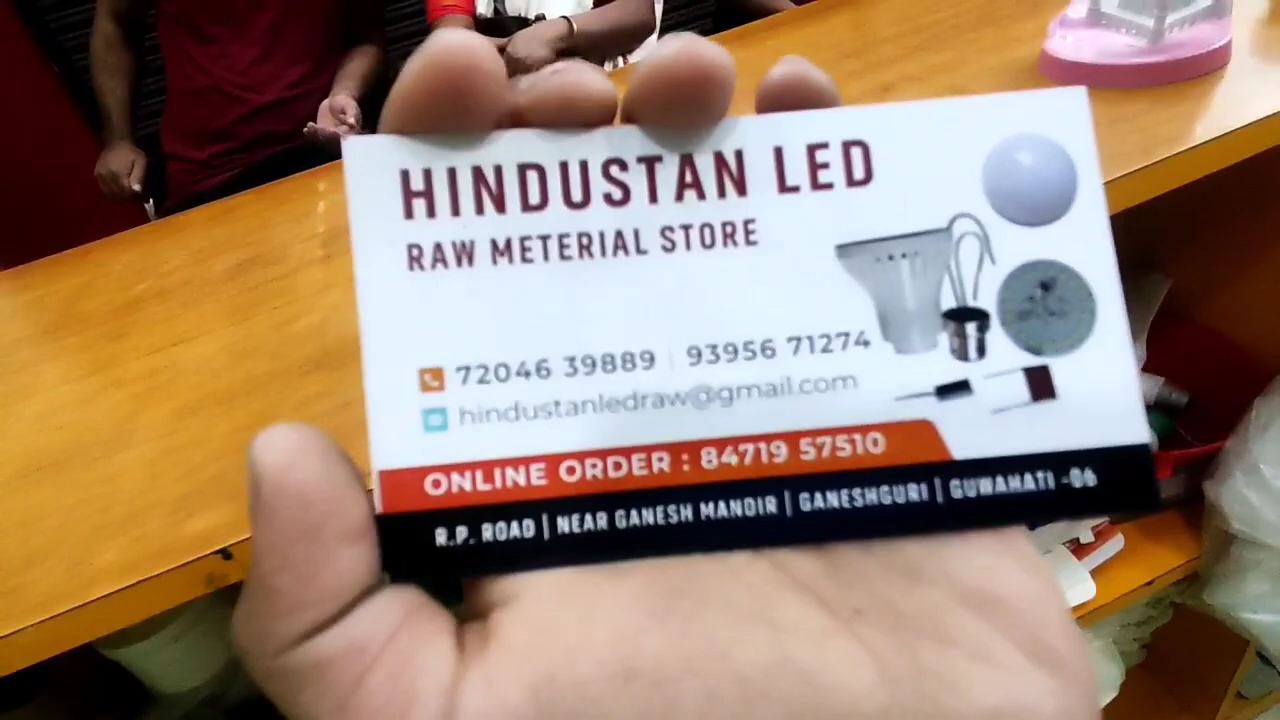 HINDUSTAN LED
RAW METERIAL STORE
72046 39889 | 93956 71274
hindustanledraw@gmail.com
ONLINE ORDER : 84719 57510
R.P. ROAD | NEAR GANESH MANDIR | GANESHGURI | GUWAHATI -06